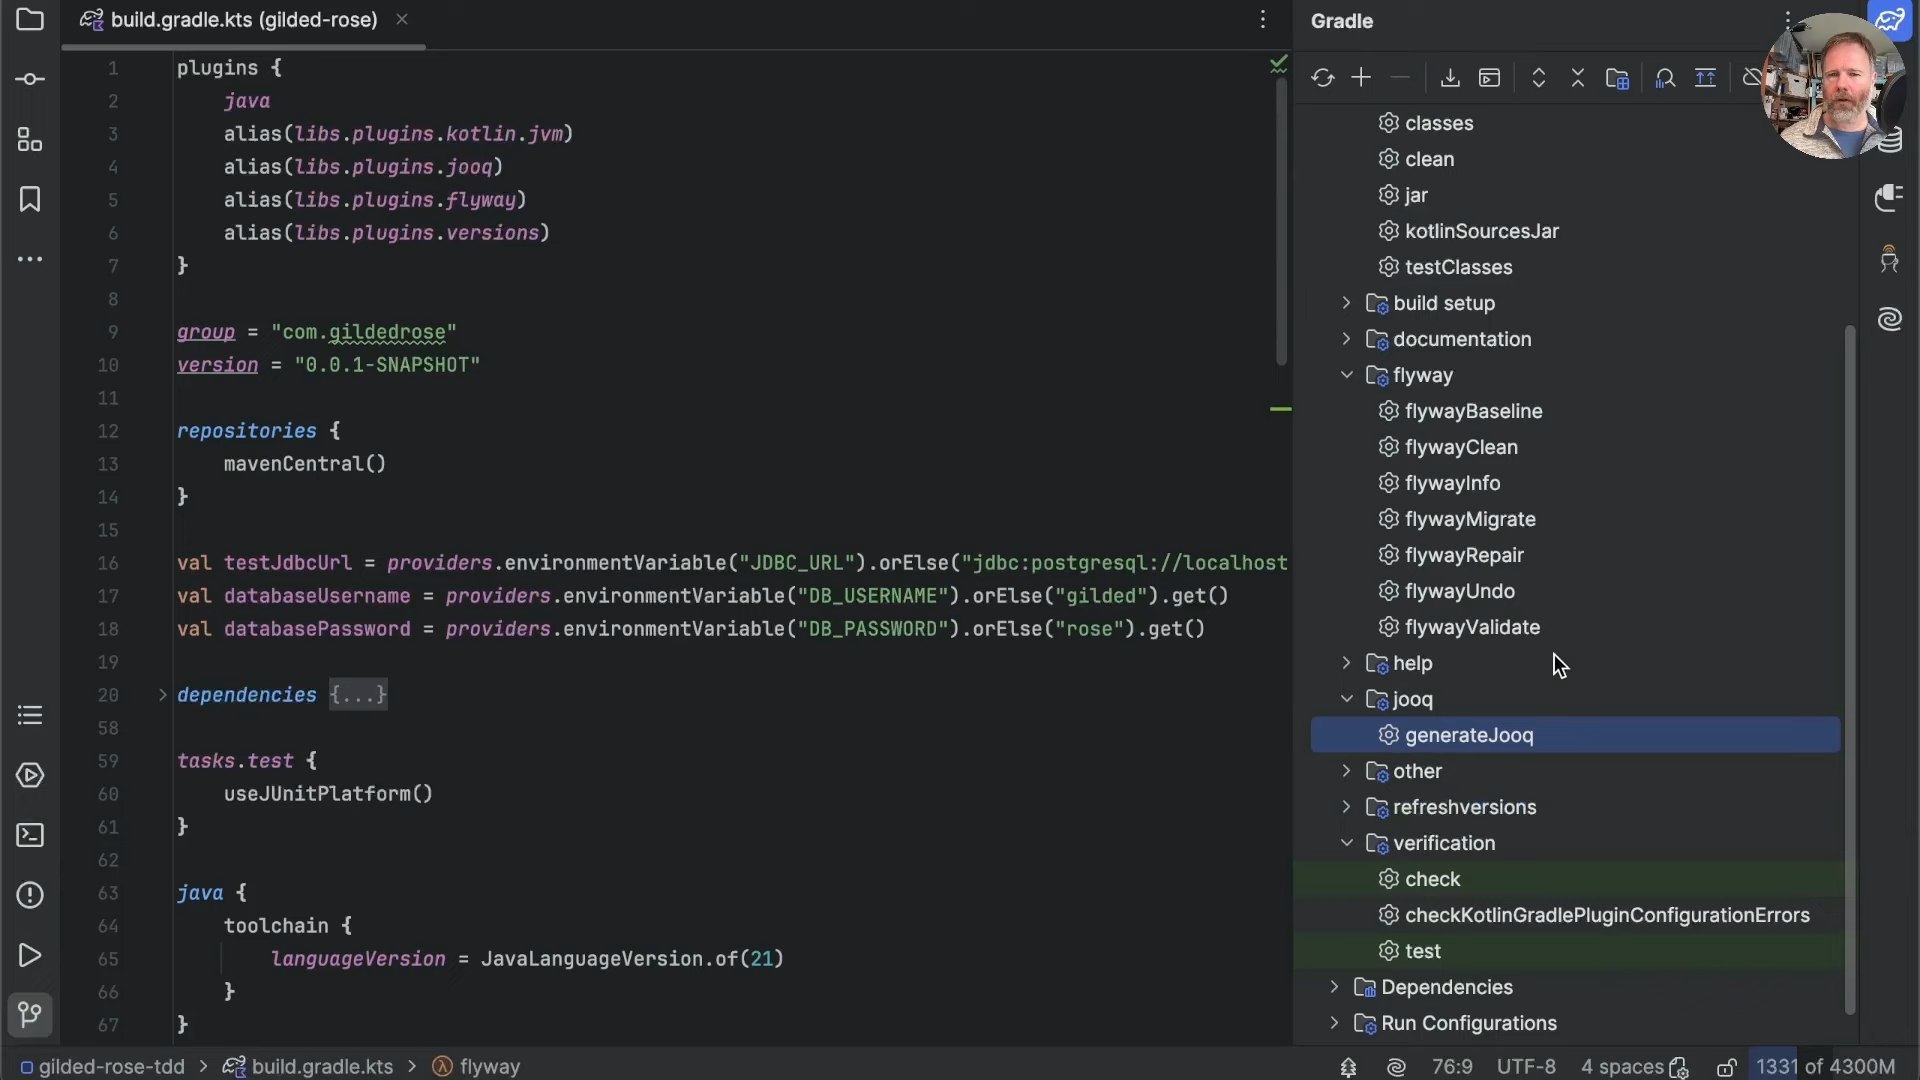 build.gradle.kts (gilded-rose)
1 plugins {
2 java
3 alias(libs.plugins.kotlin.jvm)
4 alias(libs.plugins.jooq)
5 alias(libs.plugins.flyway)
6 alias(libs.plugins.versions)
7 }
8
9 group = "com.gildedrose"
10 version = "0.0.1-SNAPSHOT"
11
12 repositories {
13 mavenCentral()
14 }
15
16 val testJdbcUrl = providers.environmentVariable("JDBC_URL").orElse("jdbc:postgresql://localhost
17 val databaseUsername = providers.environmentVariable("DB_USERNAME").orElse("gilded").get()
18 val databasePassword = providers.environmentVariable("DB_PASSWORD").orElse("rose").get()
19
20 dependencies {...}
58
59 tasks.test {
60 useJUnitPlatform()
61 }
62
63 java {
64 toolchain {
65 languageVersion = JavaLanguageVersion.of(21)
66 }
67 }
Gradle
classes
clean
jar
kotlinSourcesJar
testClasses
build setup
documentation
flyway
flywayBaseline
flywayClean
flywayInfo
flywayMigrate
flywayRepair
flywayUndo
flywayValidate
help
jooq
generateJooq
other
refreshversions
verification
check
checkKotlinGradlePluginConfigurationErrors
test
Dependencies
Run Configurations
gilded-rose-tdd > build.gradle.kts > flyway
76:9 UTF-8 4 spaces 1331 of 4300M